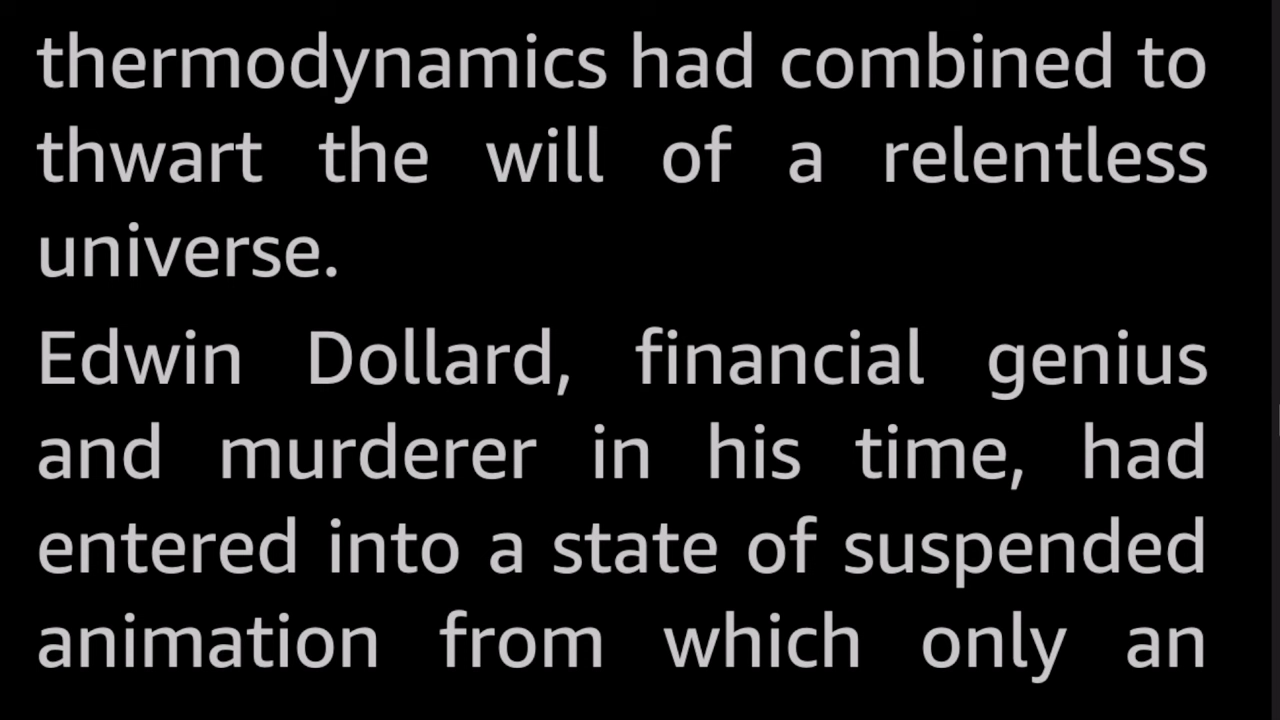 thermodynamics had combined to
thwart the will of a relentless
universe.
Edwin Dollard, financial genius
and murderer in his time, had
entered into a state of suspended
animation from which only an